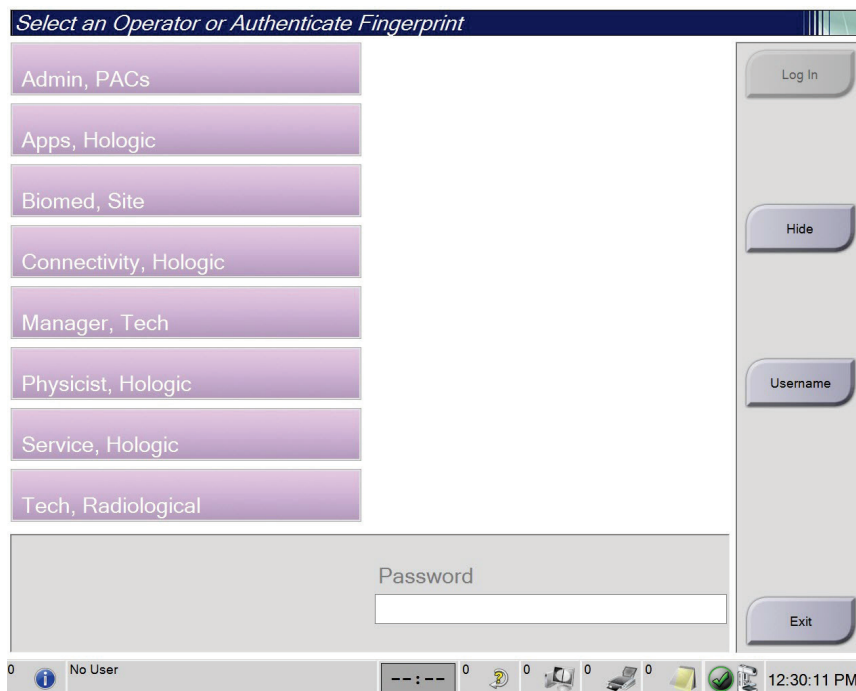 Select an Operator or Authenticate Fingerprint
Admin, PACs
Apps, Hologic
Biomed, Site
Connectivity, Hologic
Manager, Tech
Physicist, Hologic
Service, Hologic
Tech, Radiological
Log In
Hide
Username
Password
Exit
0 No User --:-- 0 0 0 0 12:30:11 PM